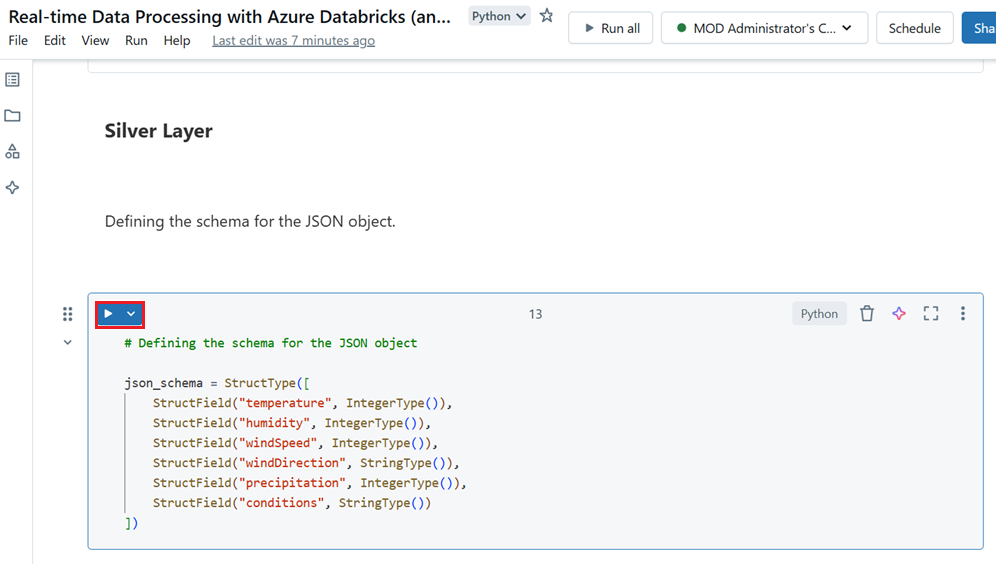 Real-time Data Processing with Azure Databricks (an...
Python
Run all
MOD Administrator's C...
Schedule
Sha
File Edit View Run Help Last edit was 7 minutes ago
Silver Layer
Defining the schema for the JSON object.
13
Python
# Defining the schema for the JSON object
json_schema = StructType([
StructField("temperature", IntegerType()),
StructField("humidity", IntegerType()),
StructField("windSpeed", IntegerType()),
StructField("windDirection", StringType()),
StructField("precipitation", IntegerType()),
StructField("conditions", StringType())
])